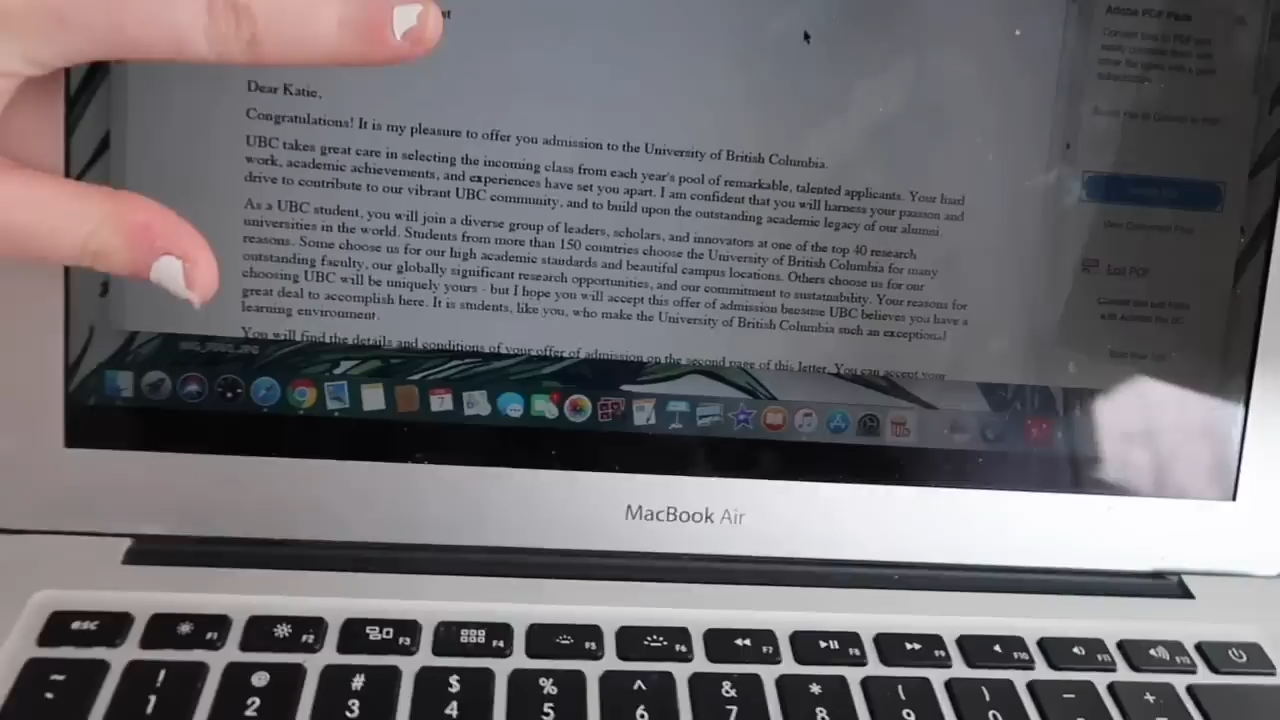 Adobe PDF Pack
Dear Katie,
Congratulations! It is my pleasure to offer you admission to the University of British Columbia.
UBC takes great care in selecting the incoming class from each year's pool of remarkable, talented applicants. Your hard
work, academic achievements, and experiences have set you apart. I am confident that you will harness your passion and
drive to contribute to our vibrant UBC community, and to build upon the outstanding academic legacy of our alumni.
As a UBC student, you will join a diverse group of leaders, scholars, and innovators at one of the top 40 research
universities in the world. Students from more than 150 countries choose the University of British Columbia for many
reasons. Some choose us for our high academic standards and beautiful campus locations. Others choose us for our
outstanding faculty, our globally significant research opportunities, and our commitment to sustainability. Your reasons for
choosing UBC will be uniquely yours - but I hope you will accept this offer of admission because UBC believes you have a
great deal to accomplish here. It is students, like you, who make the University of British Columbia such an exceptional
learning environment.
You will find the details and conditions of your offer of admission on the second page of this letter. You can accept your
Edit PDF
7
MacBook Air
esc F1 F2 F3 F4 F5 F6 F7 F8 F9 F10 F11 F12
~ ! @ # $ % ^ & * ( ) − +
1 2 3 4 5 6 7 8 9 0